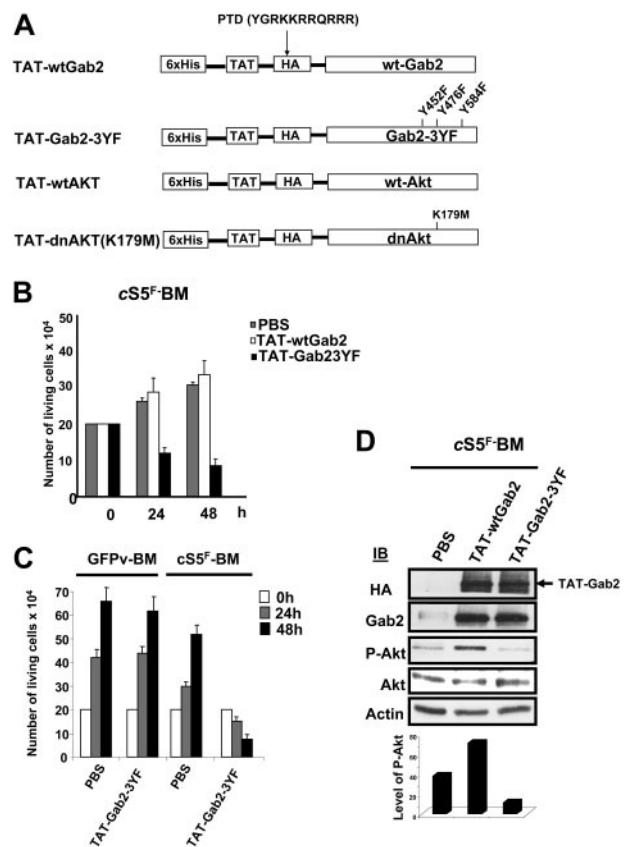 A
PTD (YGRKKRRQRRR)
TAT-wtGab2
6xHis TAT HA wt-Gab2
Y452F Y476F Y584F
TAT-Gab2-3YF
6xHis TAT HA Gab2-3YF
TAT-wtAKT
6xHis TAT HA wt-Akt
K179M
TAT-dnAKT(K179M)
6xHis TAT HA dnAkt
B
cS5F-BM
Number of living cells x 10⁴
50
40
30
20
10
0 24 48 h
PBS
TAT-wtGab2
TAT-Gab23YF
C
GFPv-BM cS5F-BM
Number of living cells x 10⁴
70
60
50
40
30
20
10
0
0h
24h
48h
PBS
TAT-Gab2-3YF
PBS
TAT-Gab2-3YF
D
cS5F-BM
IB
PBS
TAT-wtGab2
TAT-Gab2-3YF
HA
TAT-Gab2
Gab2
P-Akt
Akt
Actin
Level of P-Akt
80
60
40
20
0